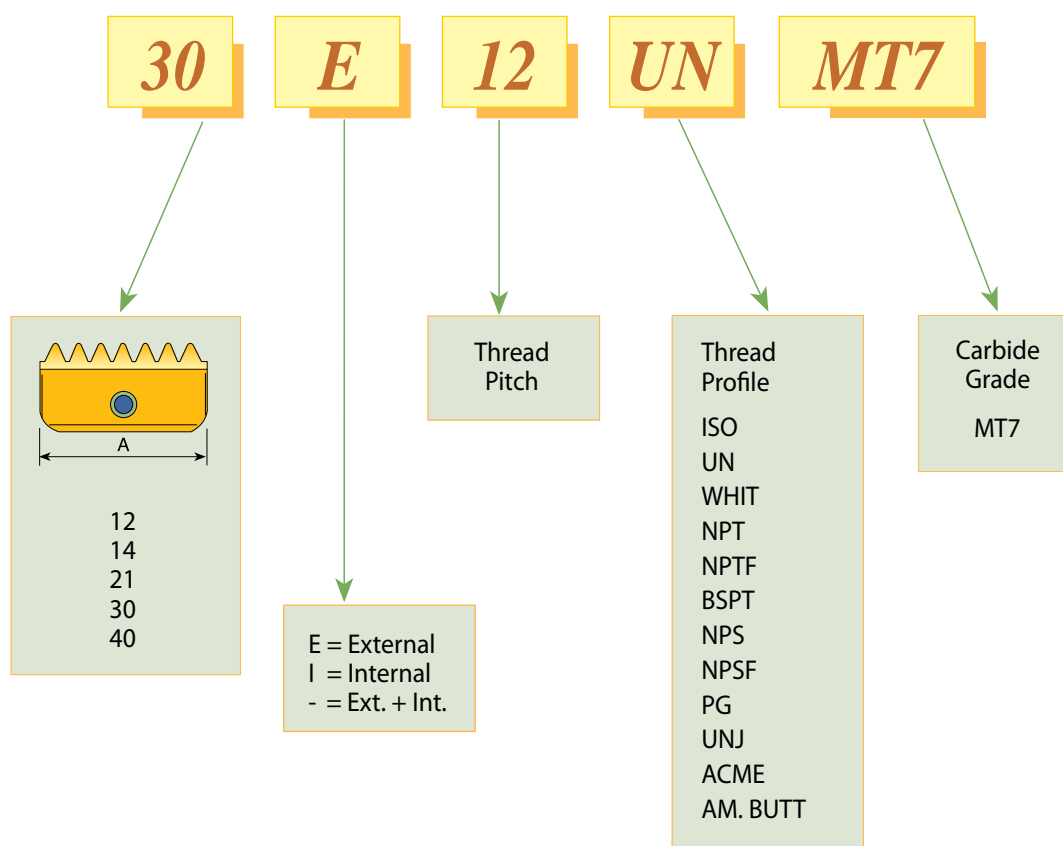 30 E 12 UN MT7
A
12
14
21
30
40
E = External
I = Internal
- = Ext. + Int.
Thread
Pitch
Thread
Profile
ISO
UN
WHIT
NPT
NPTF
BSPT
NPS
NPSF
PG
UNJ
ACME
AM. BUTT
Carbide
Grade
MT7